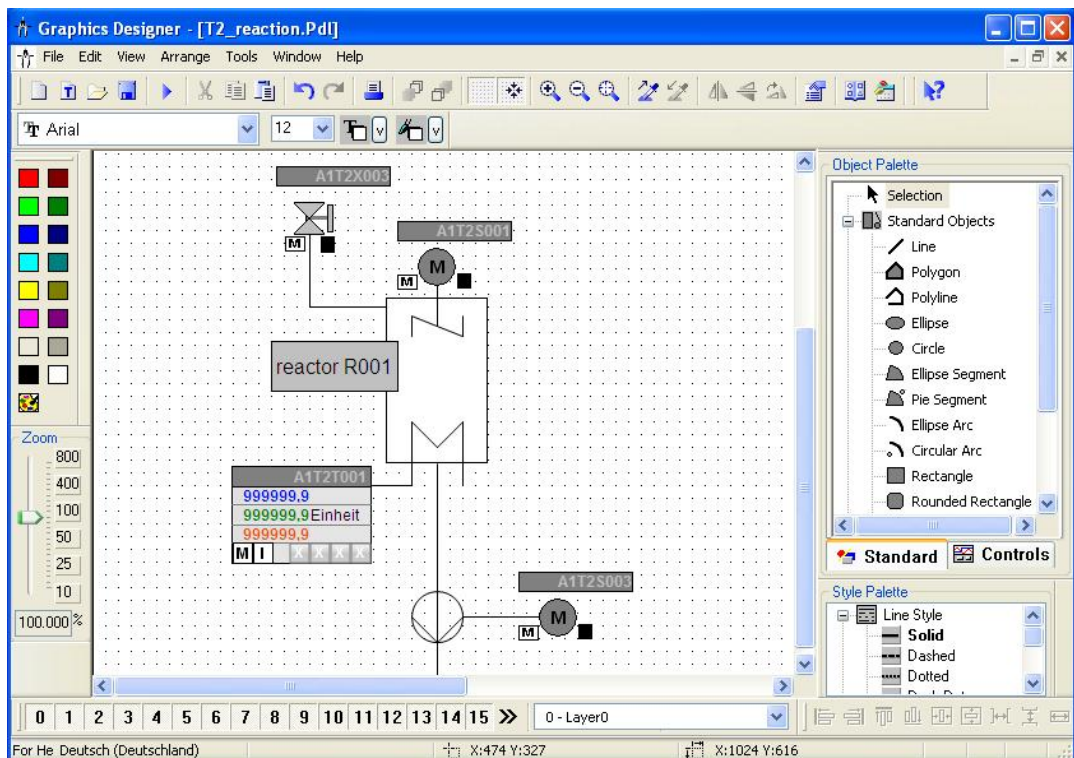 Graphics Designer - [T2_reaction.Pdl]
File Edit View Arrange Tools Window Help
Arial 12
A1T2X003
M
A1T2S001
M
M
reactor R001
A1T2T001
999999,9
999999,9 Einheit
999999,9
M I X X X X
A1T2S003
M
M
Zoom
800
400
100
50
25
10
100.000 %
Object Palette
Selection
Standard Objects
Line
Polygon
Polyline
Ellipse
Circle
Ellipse Segment
Pie Segment
Ellipse Arc
Circular Arc
Rectangle
Rounded Rectangle
Standard Controls
Style Palette
Line Style
Solid
Dashed
Dotted
0 1 2 3 4 5 6 7 8 9 10 11 12 13 14 15 0 - Layer0
For He Deutsch (Deutschland) X:474 Y:327 X:1024 Y:616